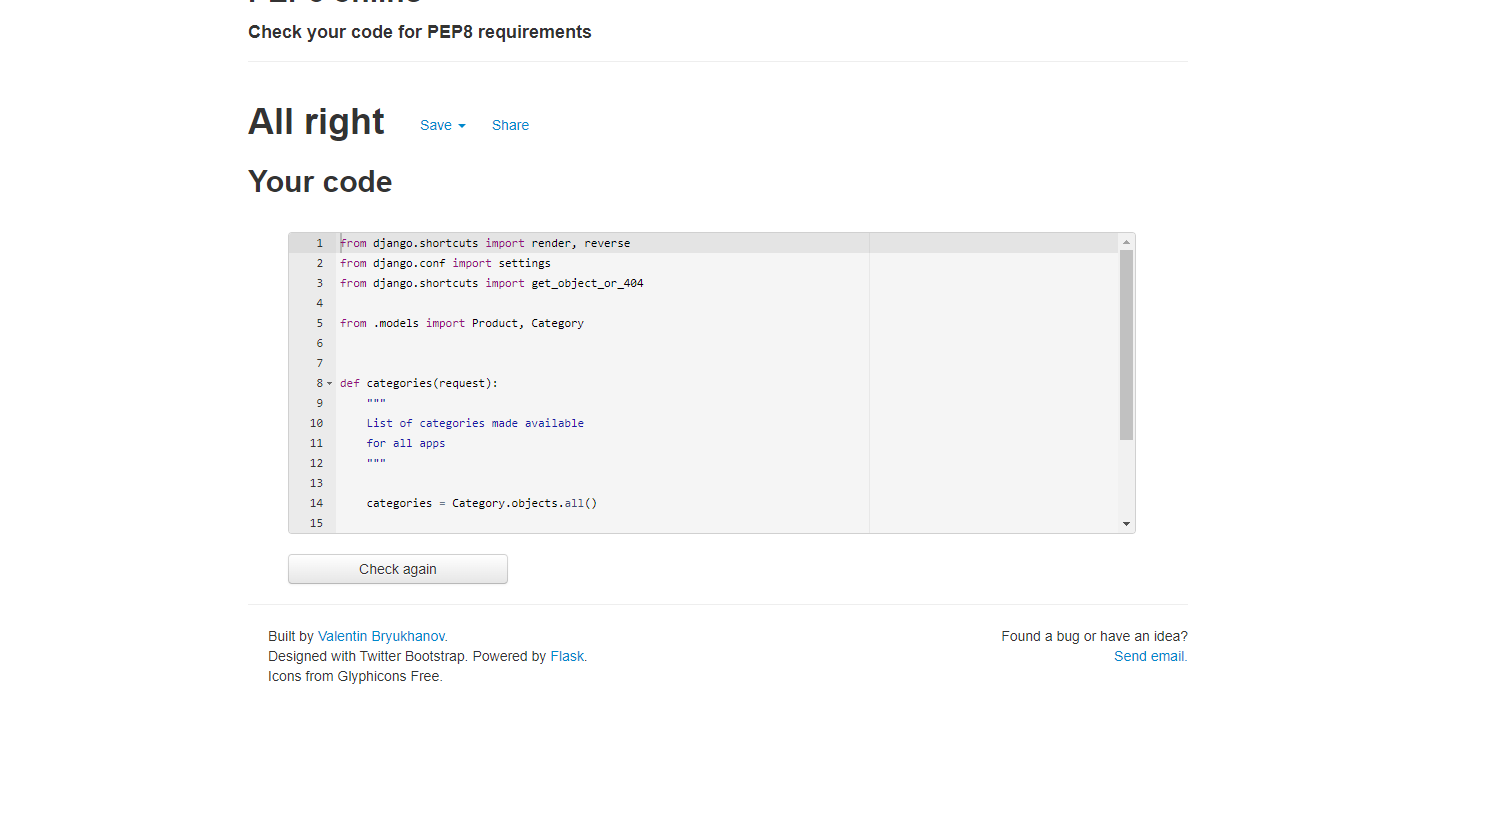 Check your code for PEP8 requirements
All right Save Share
Your code
1 from django.shortcuts import render, reverse
2 from django.conf import settings
3 from django.shortcuts import get_object_or_404
4
5 from .models import Product, Category
6
7
8 def categories(request):
9 """
10 List of categories made available
11 for all apps
12 """
13
14 categories = Category.objects.all()
15
Check again
Built by Valentin Bryukhanov.
Designed with Twitter Bootstrap. Powered by Flask.
Icons from Glyphicons Free.
Found a bug or have an idea?
Send email.